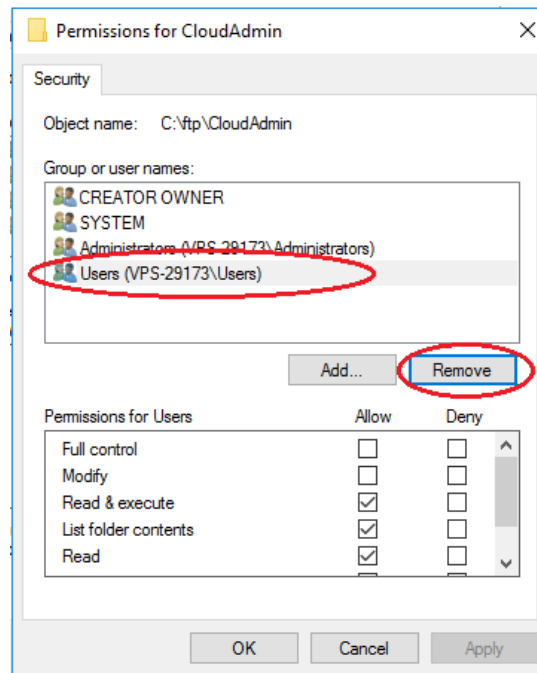 Permissions for CloudAdmin
Security
Object name: C:\ftp\CloudAdmin
Group or user names:
CREATOR OWNER
SYSTEM
Administrators (VPS-29173\Administrators)
Users (VPS-29173\Users)
Add... Remove
Permissions for Users Allow Deny
Full control
Modify
Read & execute
List folder contents
Read
OK Cancel Apply